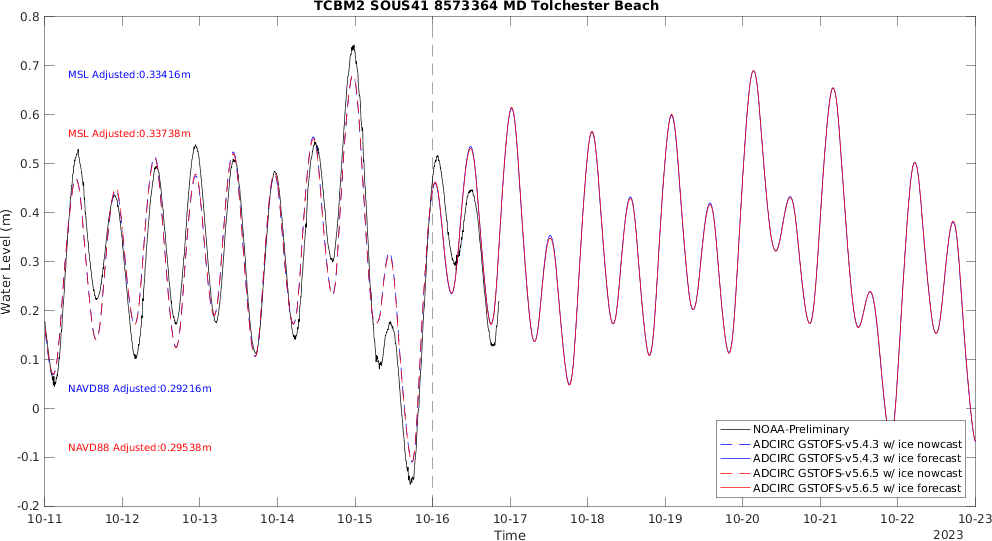 TCBM2 SOUS41 8573364 MD Tolchester Beach
0.8
0.7
0.6
0.5
0.4
0.3
0.2
0.1
0
-0.1
-0.2
Water Level (m)
MSL Adjusted:0.33416m
MSL Adjusted:0.33738m
NAVD88 Adjusted:0.29216m
NAVD88 Adjusted:0.29538m
NOAA-Preliminary
ADCIRC GSTOFS-v5.4.3 w/ ice nowcast
ADCIRC GSTOFS-v5.4.3 w/ ice forecast
ADCIRC GSTOFS-v5.6.5 w/ ice nowcast
ADCIRC GSTOFS-v5.6.5 w/ ice forecast
10-11 10-12 10-13 10-14 10-15 10-16 10-17 10-18 10-19 10-20 10-21 10-22 10-23
Time
2023